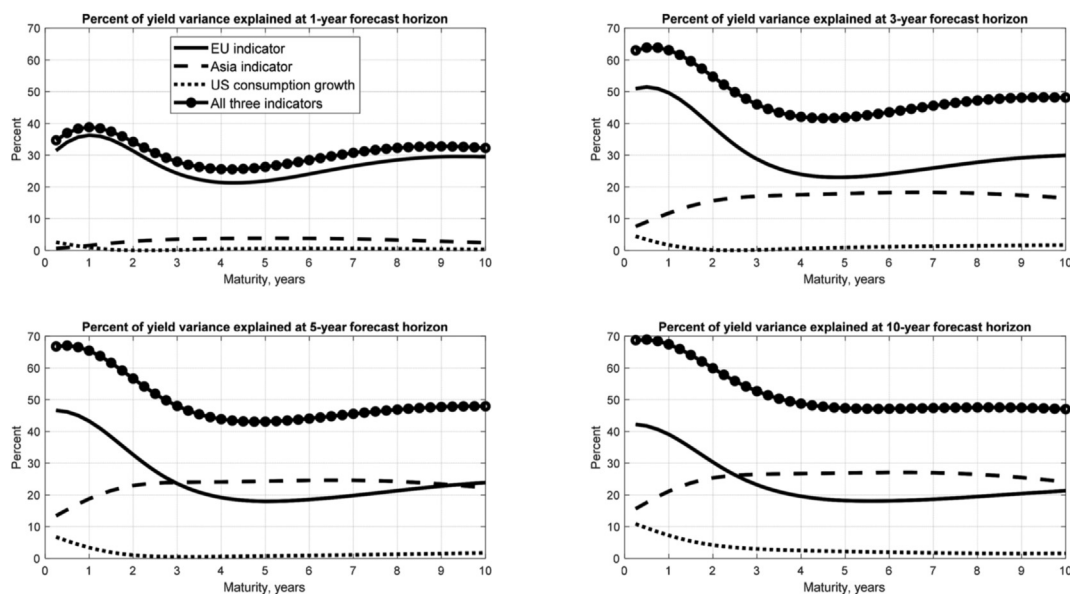 Percent of yield variance explained at 1-year forecast horizon
70
60
50
40
30
20
10
0
Percent
EU indicator
Asia indicator
US consumption growth
All three indicators
0 1 2 3 4 5 6 7 8 9 10
Maturity, years
Percent of yield variance explained at 3-year forecast horizon
70
60
50
40
30
20
10
0
Percent
0 1 2 3 4 5 6 7 8 9 10
Maturity, years
Percent of yield variance explained at 5-year forecast horizon
70
60
50
40
30
20
10
0
Percent
0 1 2 3 4 5 6 7 8 9 10
Maturity, years
Percent of yield variance explained at 10-year forecast horizon
70
60
50
40
30
20
10
0
Percent
0 1 2 3 4 5 6 7 8 9 10
Maturity, years